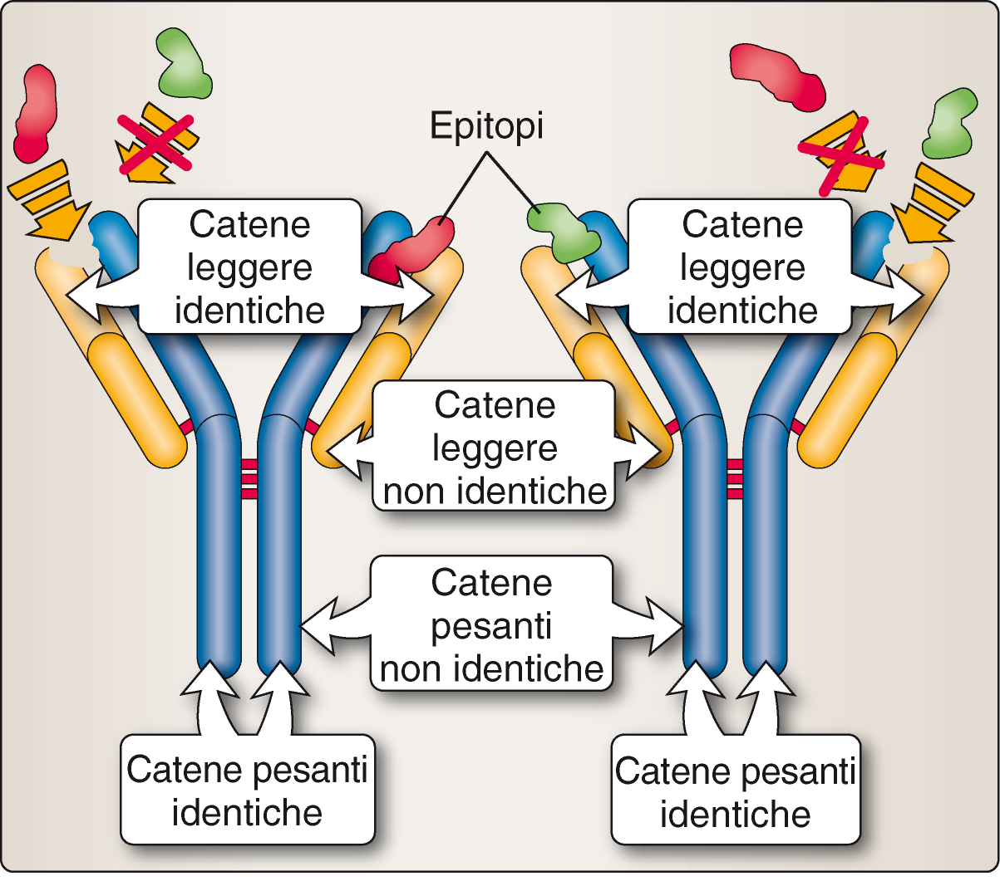 Epitopi
Catene
leggere
identiche
Catene
leggere
identiche
Catene
leggere
non identiche
Catene
pesanti
non identiche
Catene pesanti
identiche
Catene pesanti
identiche